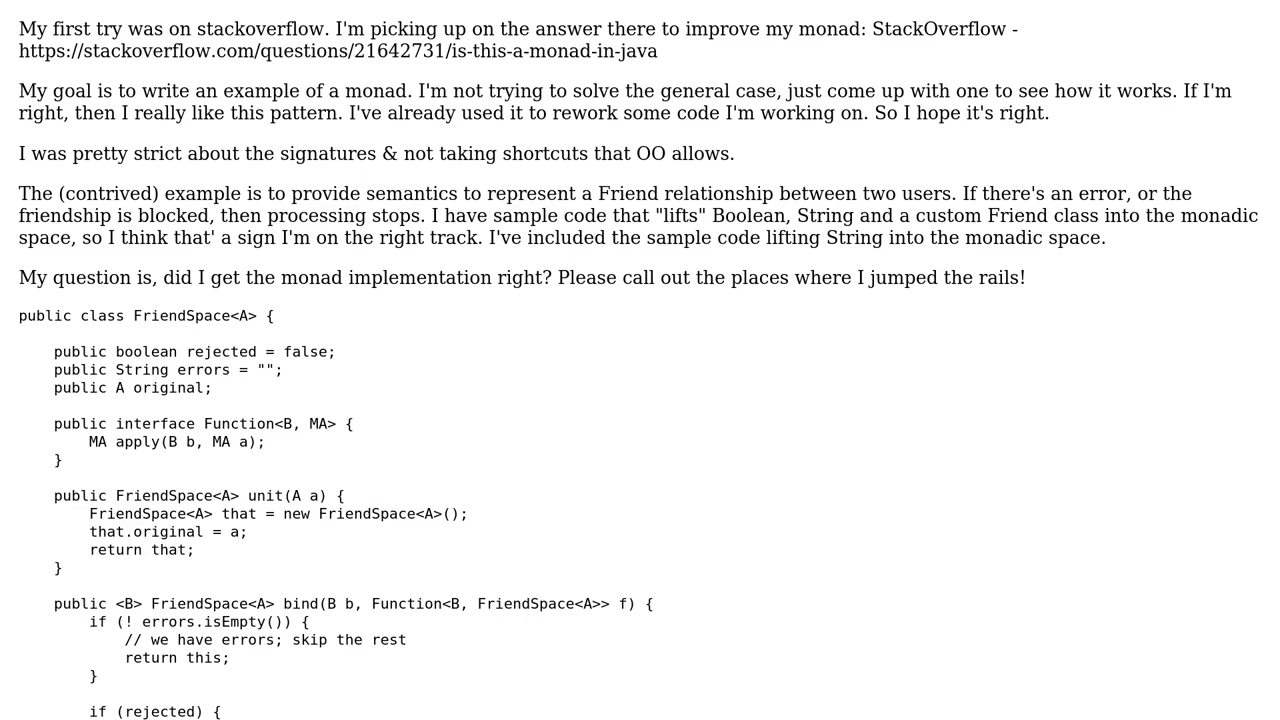 My first try was on stackoverflow. I'm picking up on the answer there to improve my monad: StackOverflow -
https://stackoverflow.com/questions/21642731/is-this-a-monad-in-java
My goal is to write an example of a monad. I'm not trying to solve the general case, just come up with one to see how it works. If I'm
right, then I really like this pattern. I've already used it to rework some code I'm working on. So I hope it's right.
I was pretty strict about the signatures & not taking shortcuts that OO allows.
The (contrived) example is to provide semantics to represent a Friend relationship between two users. If there's an error, or the
friendship is blocked, then processing stops. I have sample code that "lifts" Boolean, String and a custom Friend class into the monadic
space, so I think that' a sign I'm on the right track. I've included the sample code lifting String into the monadic space.
My question is, did I get the monad implementation right? Please call out the places where I jumped the rails!
public class FriendSpace<A> {
    public boolean rejected = false;
    public String errors = "";
    public A original;
    public interface Function<B, MA> {
        MA apply(B b, MA a);
    }
    public FriendSpace<A> unit(A a) {
        FriendSpace<A> that = new FriendSpace<A>();
        that.original = a;
        return that;
    }
    public <B> FriendSpace<A> bind(B b, Function<B, FriendSpace<A>> f) {
        if (! errors.isEmpty()) {
            // we have errors; skip the rest
            return this;
        }
        if (rejected) {